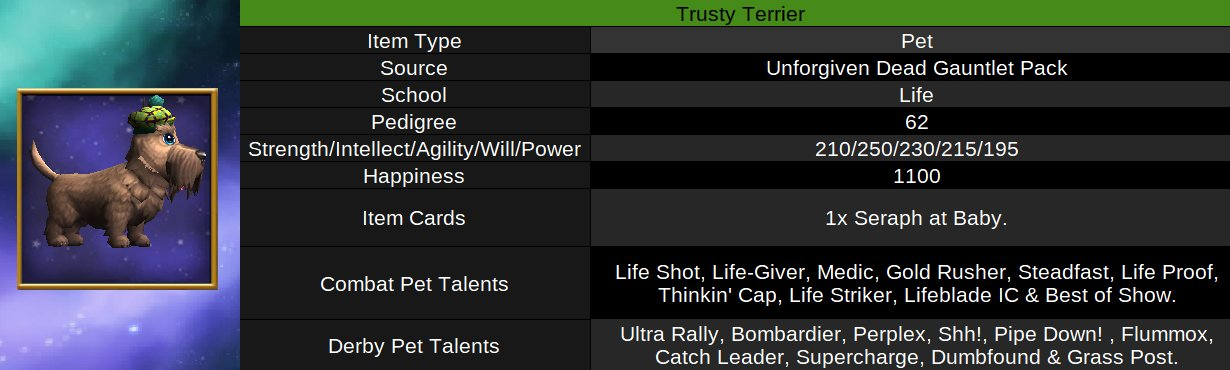 Trusty Terrier
Item Type Pet
Source Unforgiven Dead Gauntlet Pack
School Life
Pedigree 62
Strength/Intellect/Agility/Will/Power 210/250/230/215/195
Happiness 1100
Item Cards 1x Seraph at Baby.
Combat Pet Talents
Life Shot, Life-Giver, Medic, Gold Rusher, Steadfast, Life Proof,
Thinkin' Cap, Life Striker, Lifeblade IC & Best of Show.
Derby Pet Talents
Ultra Rally, Bombardier, Perplex, Shh!, Pipe Down! , Flummox,
Catch Leader, Supercharge, Dumbfound & Grass Post.